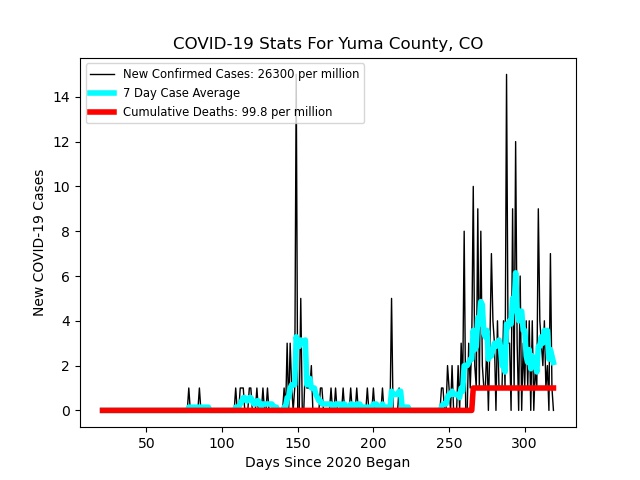 COVID-19 Stats For Yuma County, CO
New Confirmed Cases: 26300 per million
7 Day Case Average
Cumulative Deaths: 99.8 per million
New COVID-19 Cases
14
12
10
8
6
4
2
0
50 100 150 200 250 300
Days Since 2020 Began